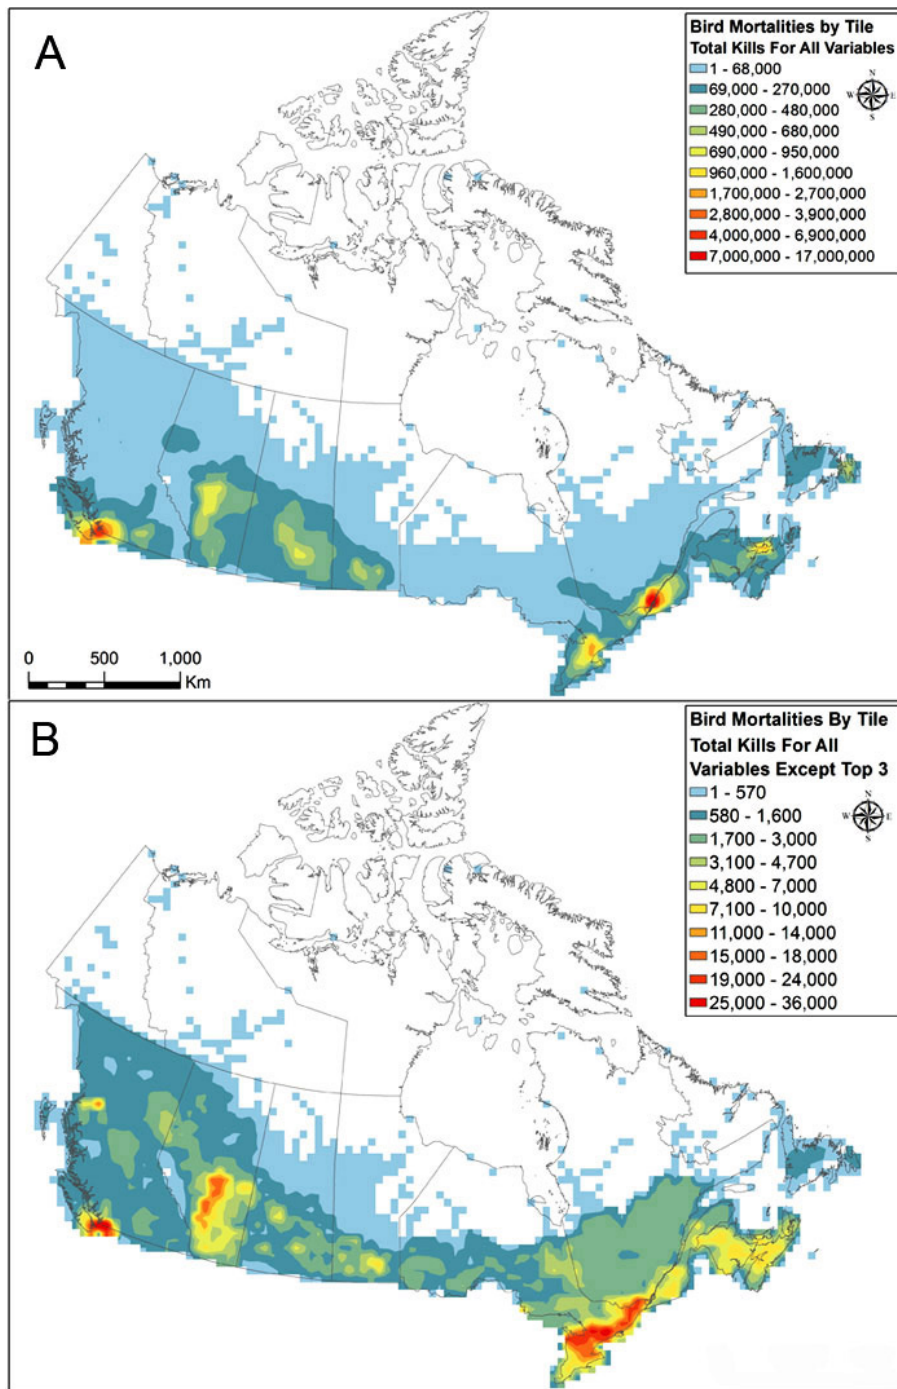 A
Bird Mortalities by Tile
Total Kills For All Variables
1 - 68,000
69,000 - 270,000
280,000 - 480,000
490,000 - 680,000
690,000 - 950,000
960,000 - 1,600,000
1,700,000 - 2,700,000
2,800,000 - 3,900,000
4,000,000 - 6,900,000
7,000,000 - 17,000,000
N
W E
S
0 500 1,000
Km
B
Bird Mortalities By Tile
Total Kills For All
Variables Except Top 3
1 - 570
580 - 1,600
1,700 - 3,000
3,100 - 4,700
4,800 - 7,000
7,100 - 10,000
11,000 - 14,000
15,000 - 18,000
19,000 - 24,000
25,000 - 36,000
N
W E
S